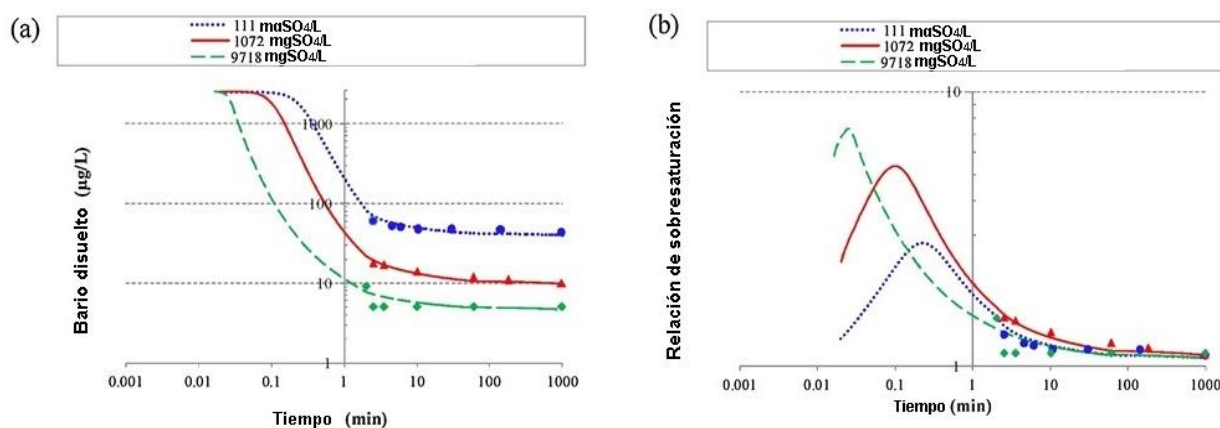 (a)
111 mɑSO₄/L
1072 mgSO₄/L
9718 mgSO₄/L
Bario disuelto (µg/L)
1000
100
10
1
0.001
0.01
0.1
1
10
100
1000
Tiempo (min)
(b)
111 mɑSO₄/L
1072 mgSO₄/L
9718 mgSO₄/L
Relación de sobresaturación
10
1
0.001
0.01
0.1
1
10
100
1000
Tiempo (min)